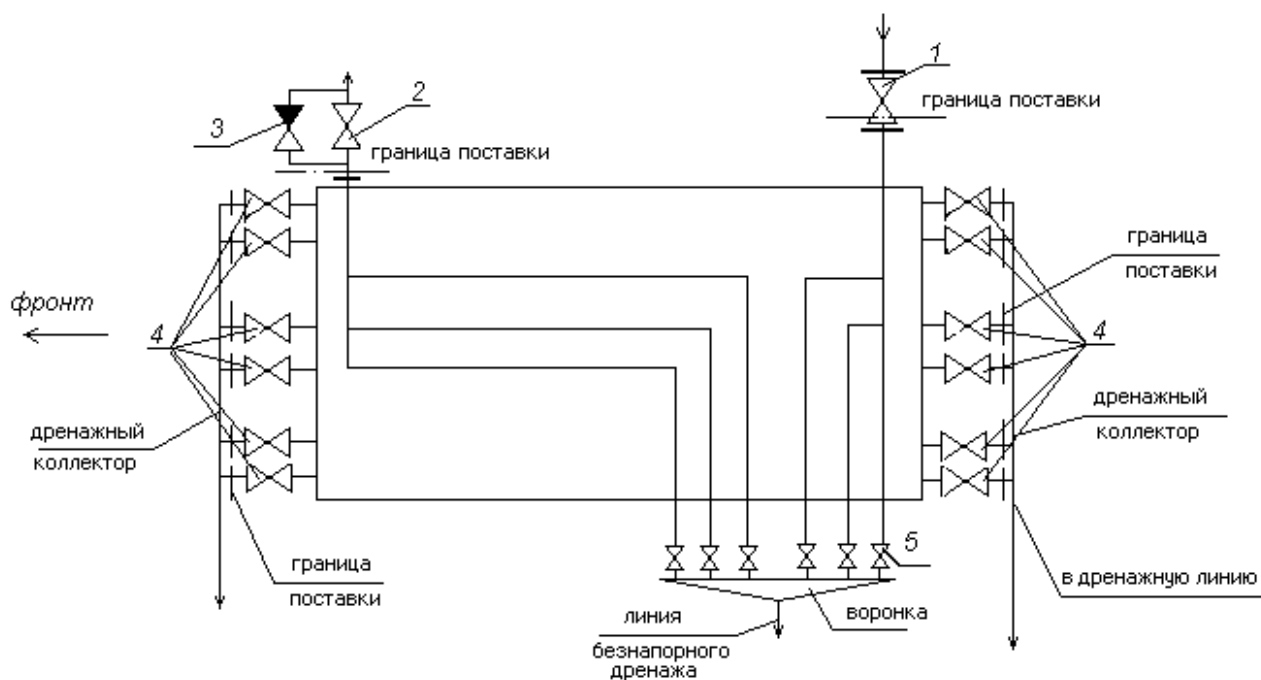 1
2
граница поставки
3
граница поставки
граница
поставки
фронт
4
4
дренажный
коллектор
дренажный
коллектор
5
граница
поставки
в дренажную линию
воронка
линия
безнапорного
дренажа